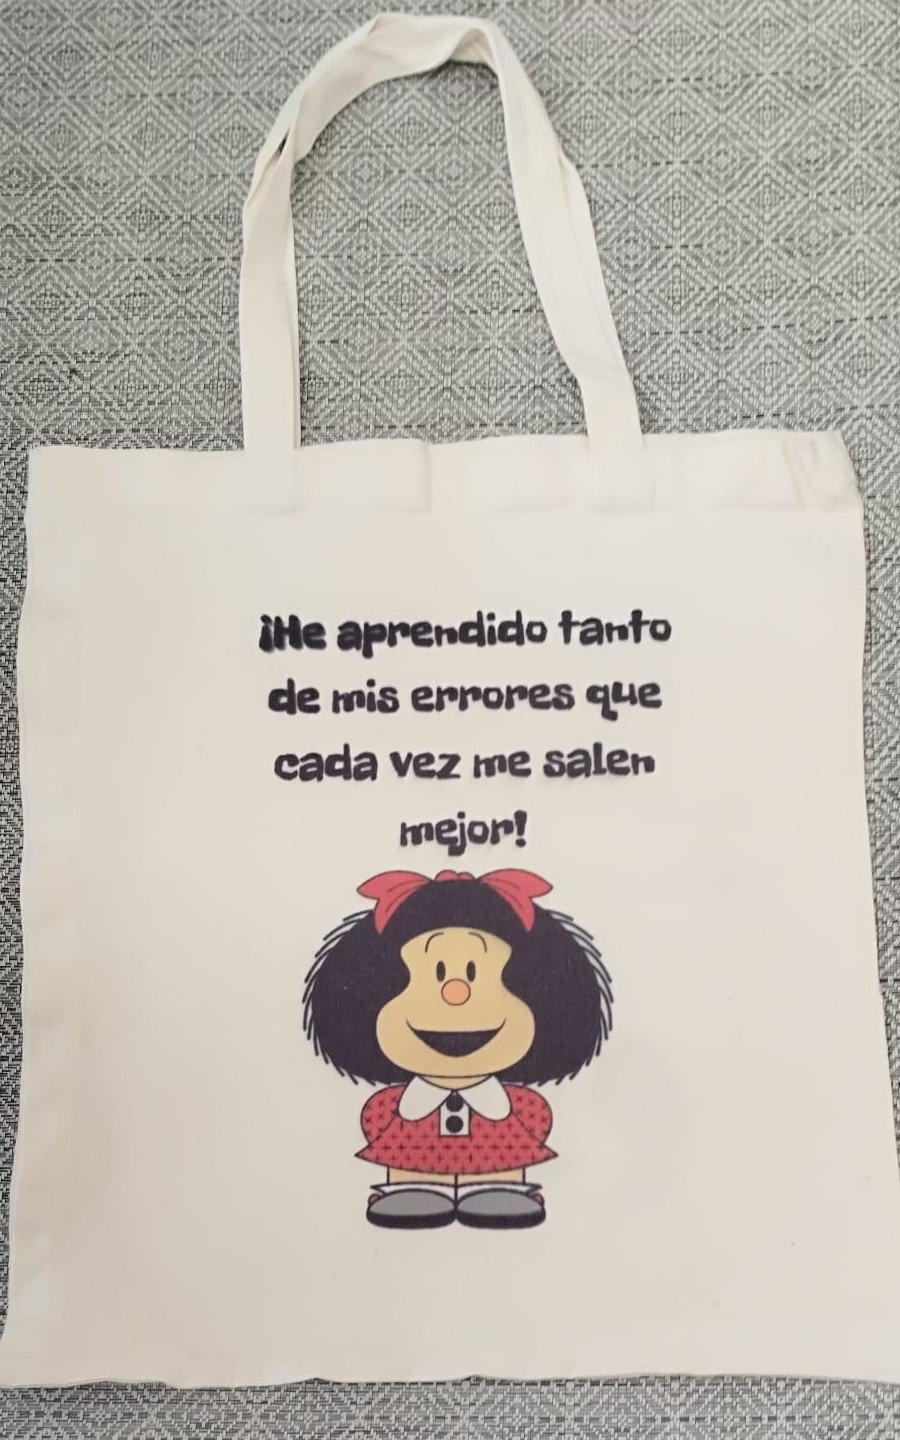 ¡He aprendido tanto
de mis errores que
cada vez me salen
mejor!